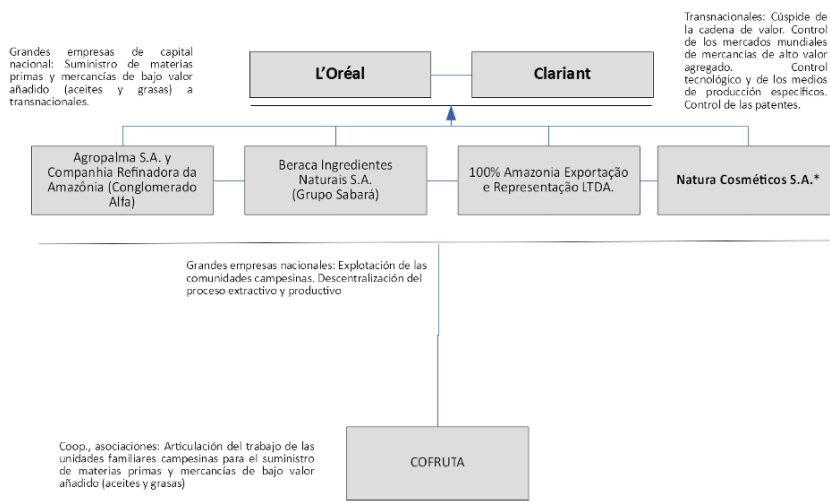 Grandes empresas de capital
nacional: Suministro de materias
primas y mercancías de bajo valor
añadido (aceites y grasas) a
transnacionales.
L'Oréal
Clariant
Transnacionales: Cúspide de
la cadena de valor. Control
de los mercados mundiales
de mercancías de alto valor
agregado. Control
tecnológico y de los medios
de producción específicos.
Control de las patentes.
Agropalma S.A. y
Companhia Refinadora da
Amazônia (Conglomerado
Alfa)
Beraca Ingredientes
Naturais S.A.
(Grupo Sabará)
100% Amazonia Exportação
e Representação LTDA.
Natura Cosméticos S.A.*
Grandes empresas nacionales: Explotación de las
comunidades campesinas. Descentralización del
proceso extractivo y productivo
Coop., asociaciones: Articulación del trabajo de las
unidades familiares campesinas para el suministro
de materias primas y mercancías de bajo valor
añadido (aceites y grasas)
COFRUTA